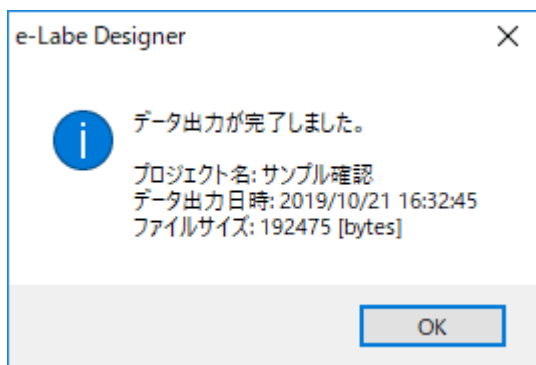 e-Labe Designer
データ出力が完了しました。
プロジェクト名: サンプル確認
データ出力日時: 2019/10/21 16:32:45
ファイルサイズ: 192475 [bytes]
OK